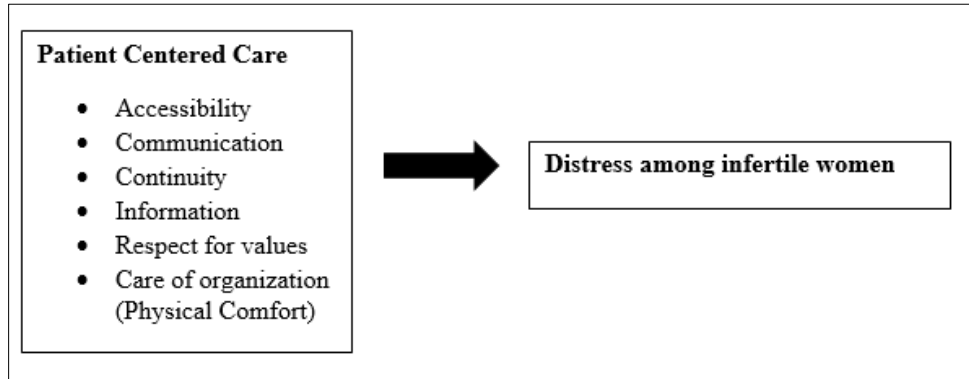 Patient Centered Care
• Accessibility
• Communication
• Continuity
• Information
• Respect for values
• Care of organization
(Physical Comfort)
Distress among infertile women